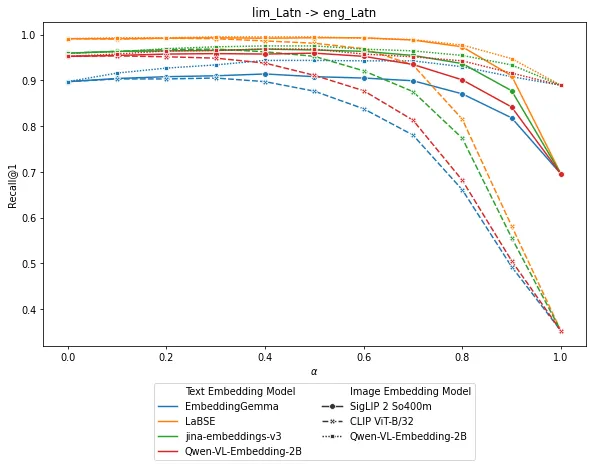 lim_Latn -> eng_Latn
Recall@1
1.0
0.9
0.8
0.7
0.6
0.5
0.4
0.0
0.2
0.4
0.6
0.8
1.0
α
Text Embedding Model
EmbeddingGemma
LaBSE
jina-embeddings-v3
Qwen-VL-Embedding-2B
Image Embedding Model
SigLIP 2 So400m
CLIP ViT-B/32
Qwen-VL-Embedding-2B